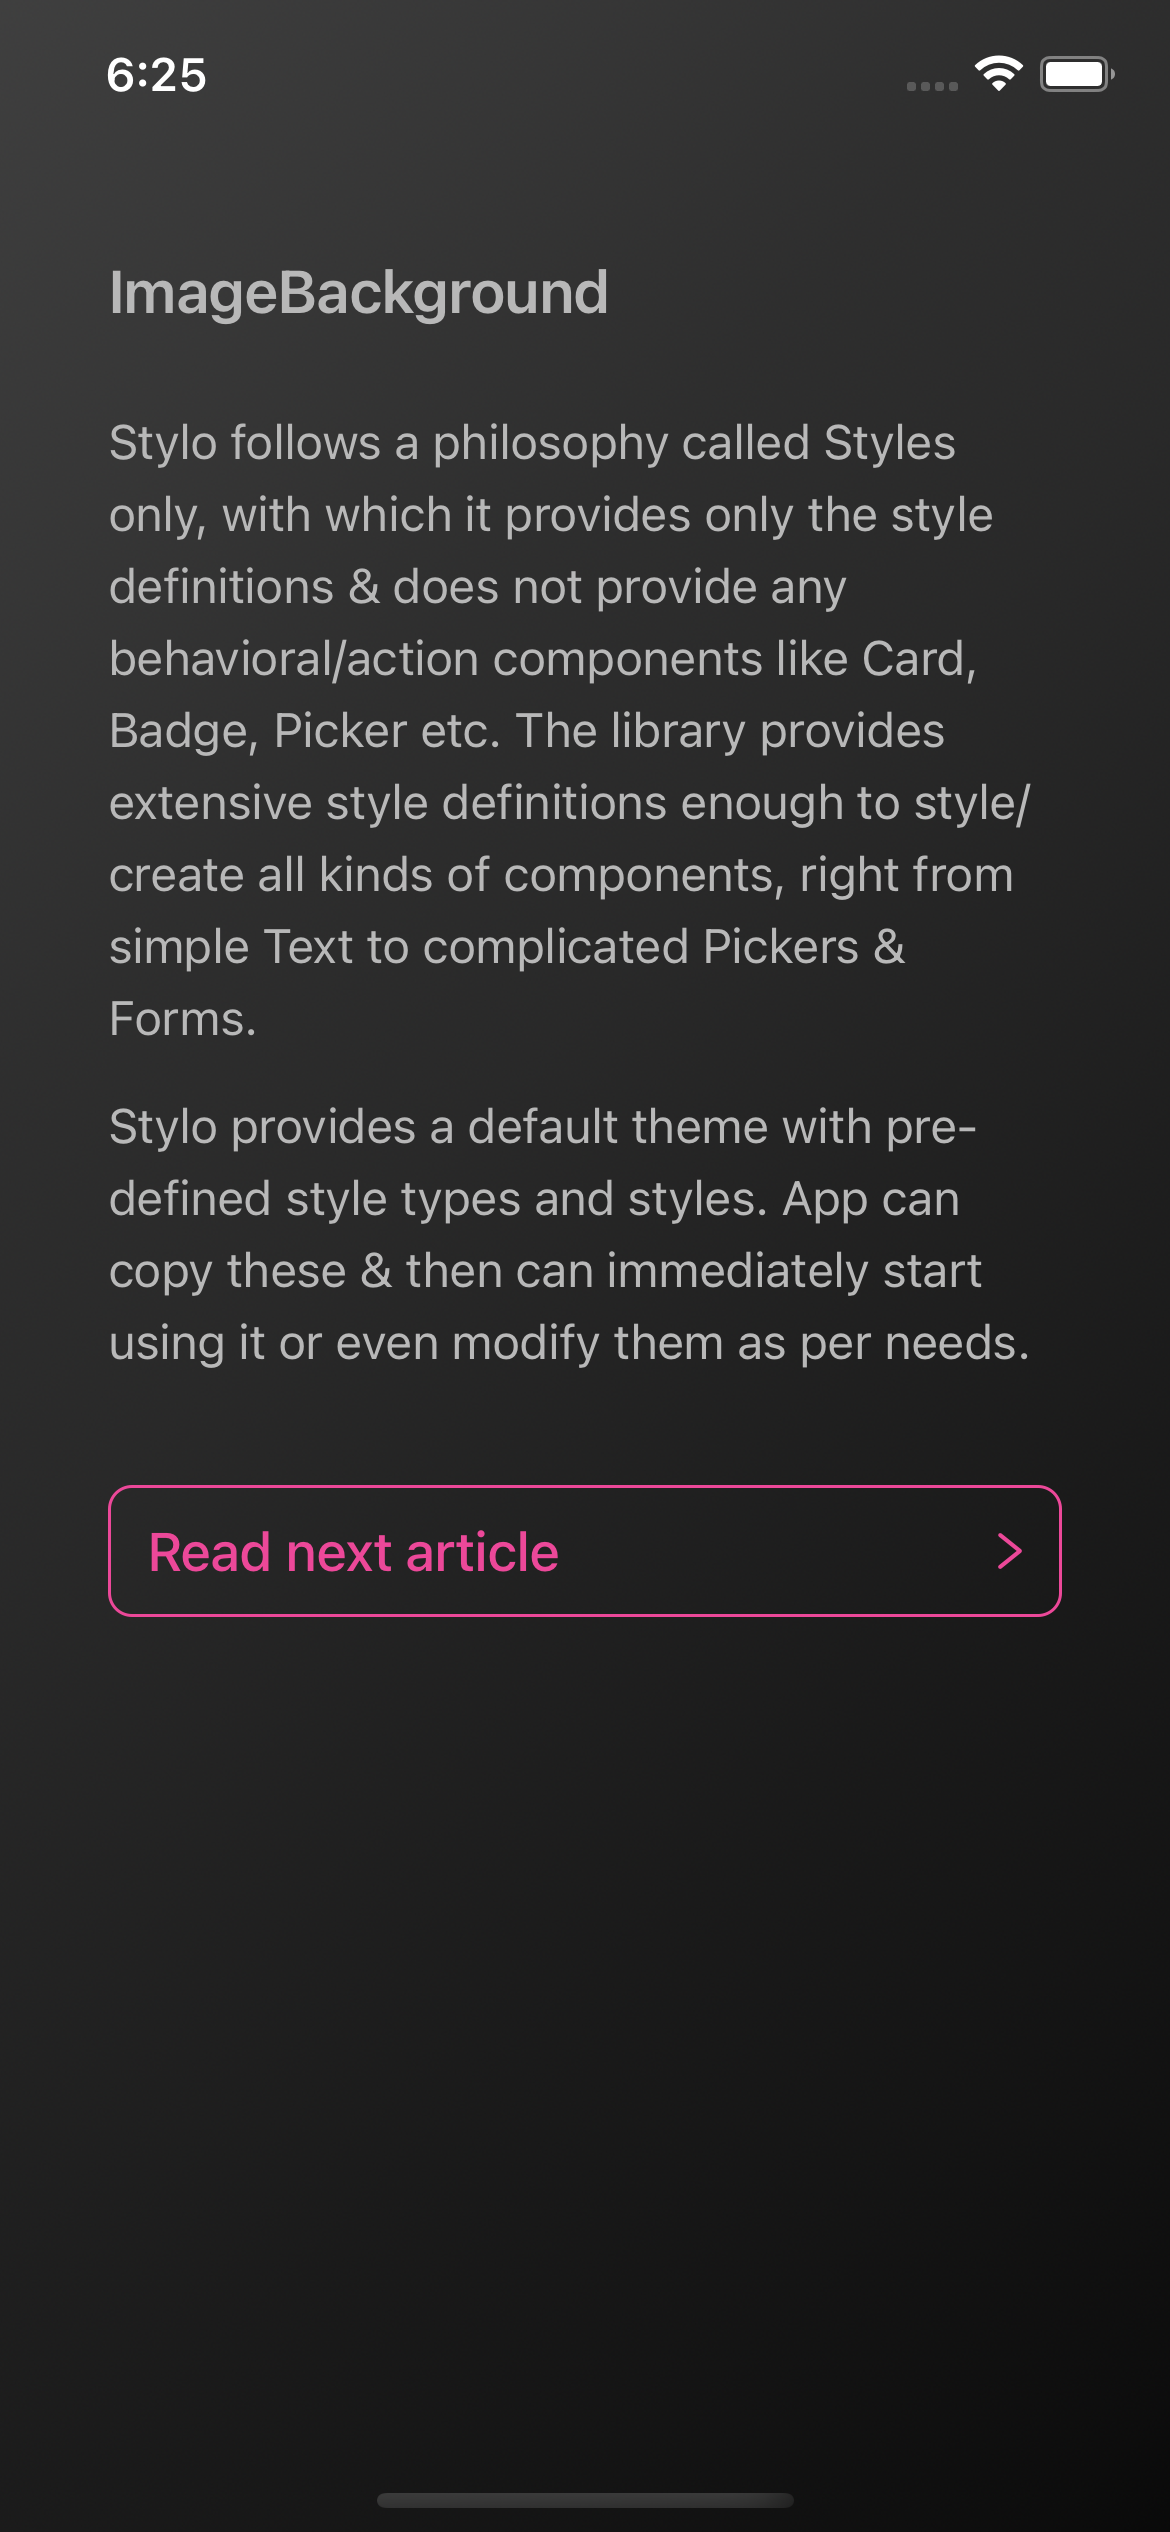 6:25
ImageBackground
Stylo follows a philosophy called Styles
only, with which it provides only the style
definitions & does not provide any
behavioral/action components like Card,
Badge, Picker etc. The library provides
extensive style definitions enough to style/
create all kinds of components, right from
simple Text to complicated Pickers &
Forms.
Stylo provides a default theme with pre-
defined style types and styles. App can
copy these & then can immediately start
using it or even modify them as per needs.
Read next article